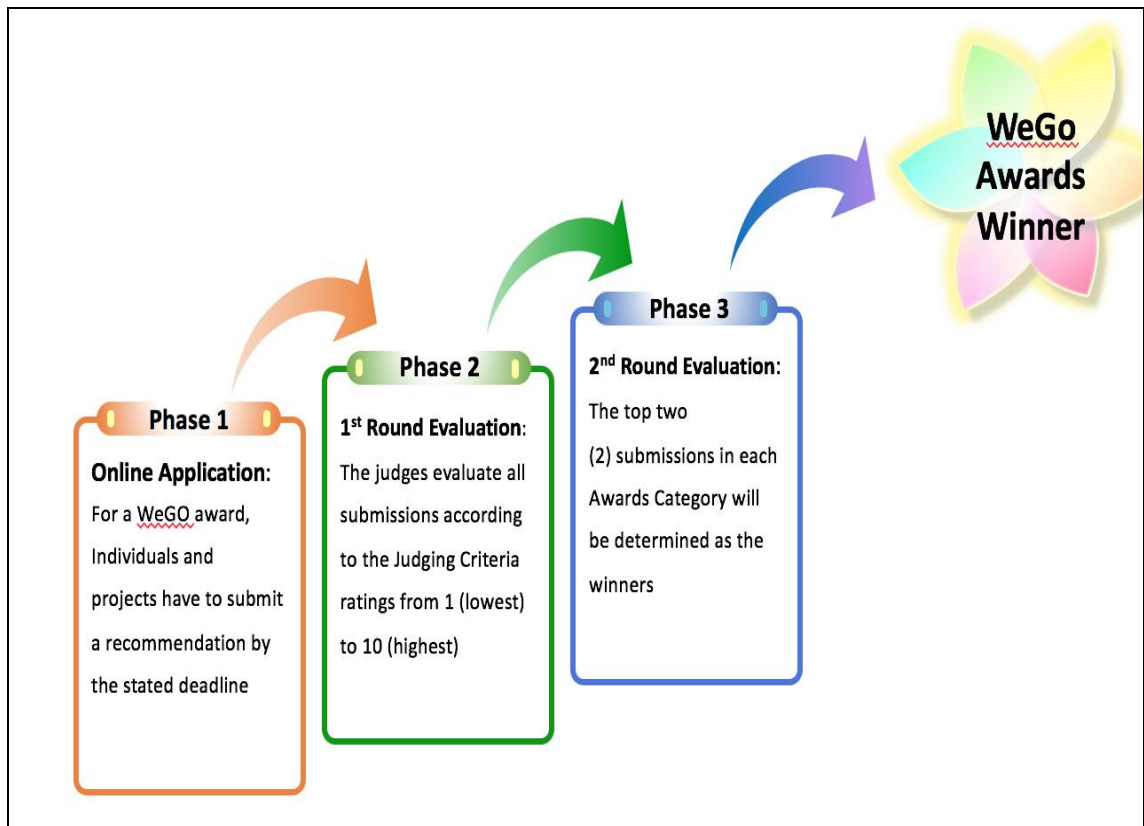 WeGo
Awards
Winner
Phase 1
Online Application:
For a WeGO award,
Individuals and
projects have to submit
a recommendation by
the stated deadline
Phase 2
1st Round Evaluation:
The judges evaluate all
submissions according
to the Judging Criteria
ratings from 1 (lowest)
to 10 (highest)
Phase 3
2nd Round Evaluation:
The top two
(2) submissions in each
Awards Category will
be determined as the
winners